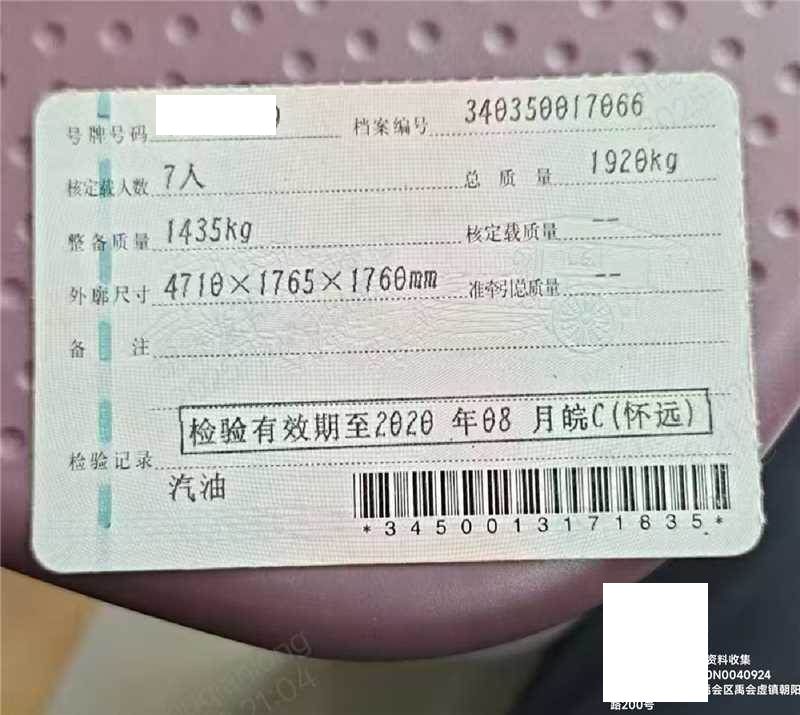 号牌号码 档案编号 340350017066
核定载人数 7人 总质量 1920kg
整备质量 1435kg 核定载质量 --
外廓尺寸 4710×1765×1760mm 准牵引总质量 --
备注
检验有效期至2020年08月皖C(怀远)
检验记录
汽油
*3450013171635*
资料收集
0N0040924
禹会区禹会虚镇朝阳
路200号